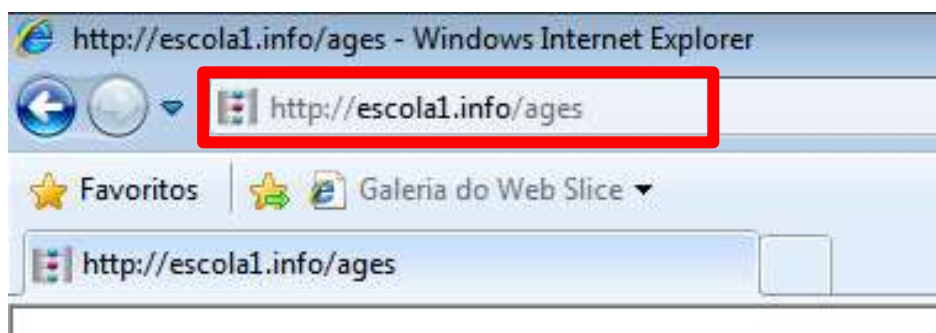 http://escola1.info/ages - Windows Internet Explorer
http://escola1.info/ages
Favoritos Galeria do Web Slice
http://escola1.info/ages